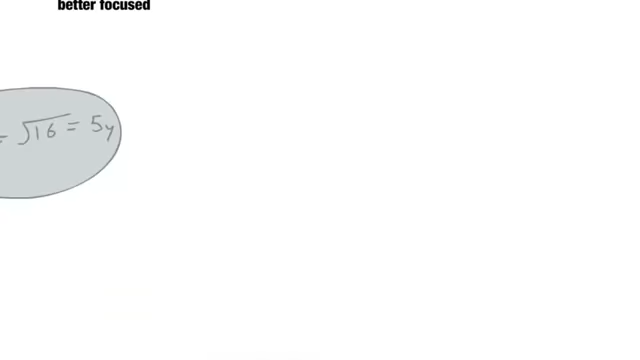 better focused
= √16 = 5y